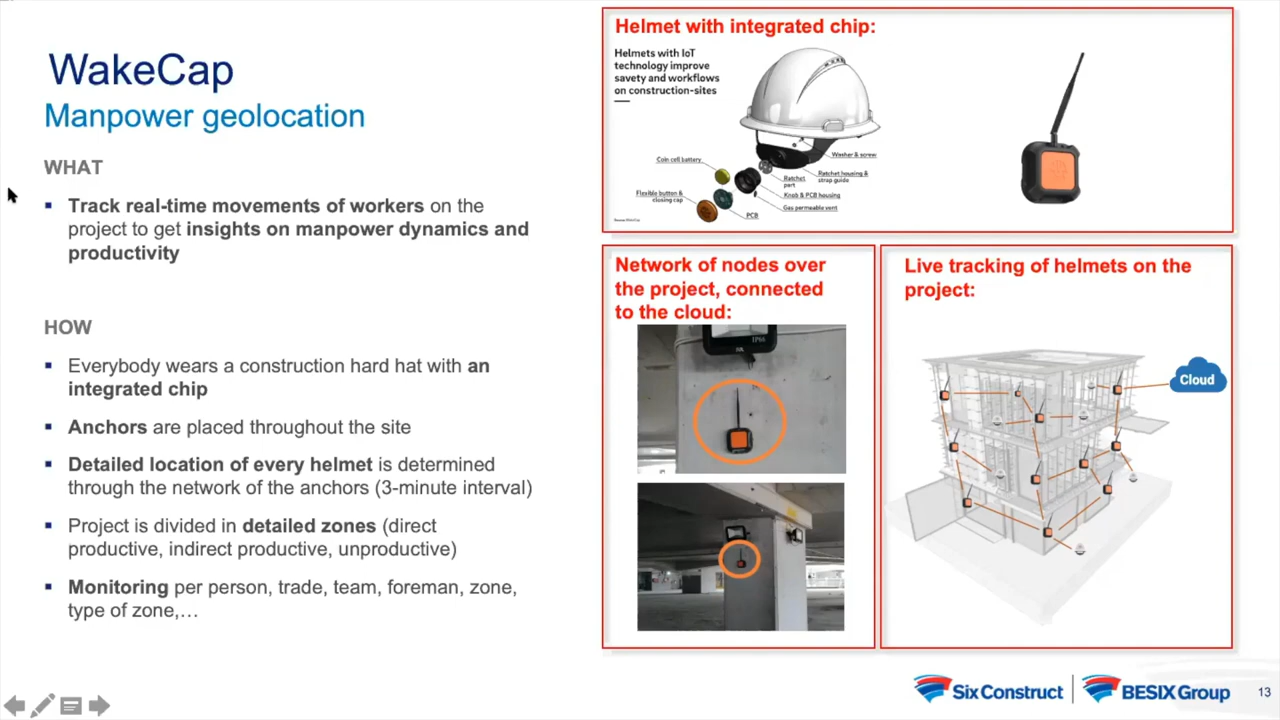 WakeCap
Manpower geolocation
WHAT
▪ Track real-time movements of workers on the
project to get insights on manpower dynamics and
productivity
HOW
▪ Everybody wears a construction hard hat with an
integrated chip
▪ Anchors are placed throughout the site
▪ Detailed location of every helmet is determined
through the network of the anchors (3-minute interval)
▪ Project is divided in detailed zones (direct
productive, indirect productive, unproductive)
▪ Monitoring per person, trade, team, foreman, zone,
type of zone,…
Helmet with integrated chip:
Helmets with IoT
technology improve
savety and workflows
on construction-sites
Washer & screw
Coin cell battery
Ratchet housing &
strap guide
Ratchet
part
Knob & PCB housing
Flexible button &
closing cap
Gas permeable vent
PCB
Network of nodes over
the project, connected
to the cloud:
IP66
Live tracking of helmets on the
project:
Cloud
Six Construct
BESIX Group
13